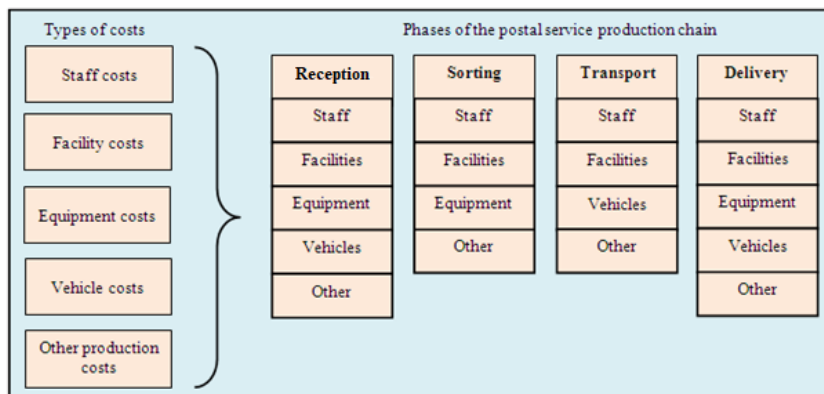 Types of costs
Phases of the postal service production chain
Staff costs
Facility costs
Equipment costs
Vehicle costs
Other production
costs
Reception
Staff
Facilities
Equipment
Vehicles
Other
Sorting
Staff
Facilities
Equipment
Other
Transport
Staff
Facilities
Vehicles
Other
Delivery
Staff
Facilities
Equipment
Vehicles
Other